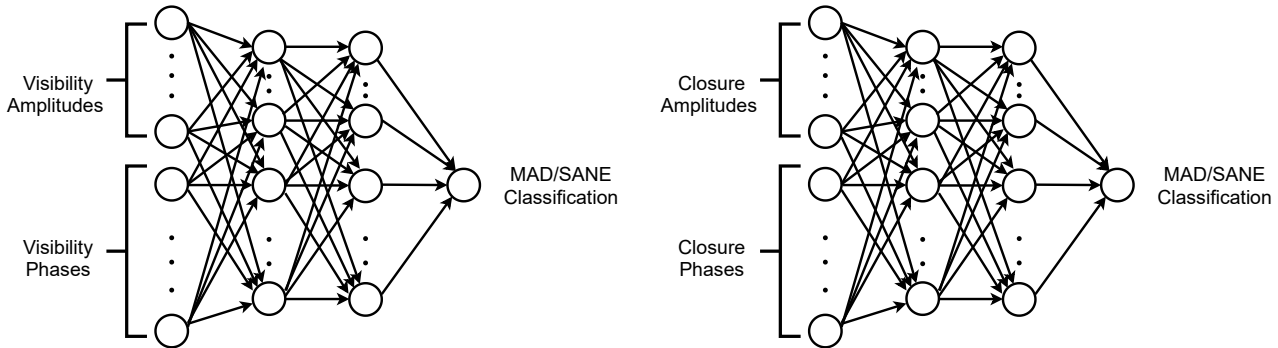 Visibility
Amplitudes
Visibility
Phases
MAD/SANE
Classification
Closure
Amplitudes
Closure
Phases
MAD/SANE
Classification